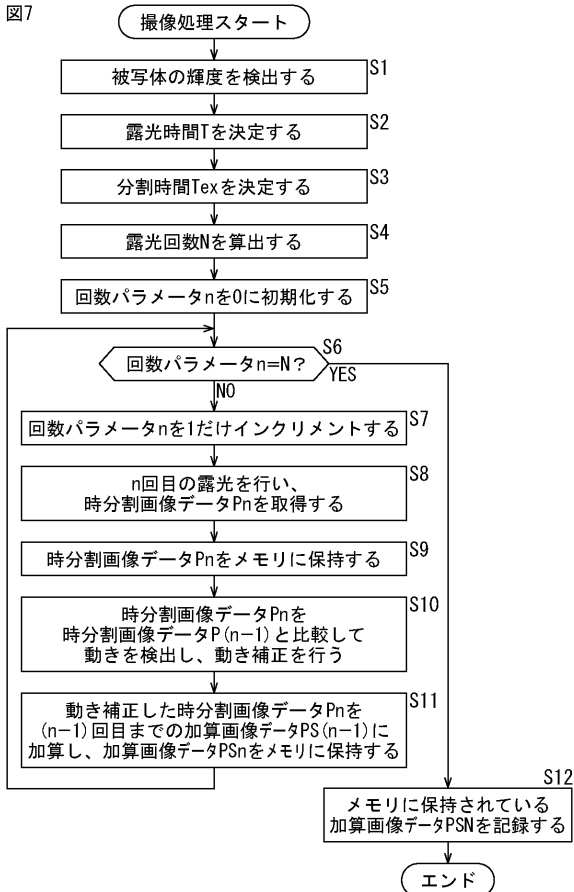 図7
撮像処理スタート
被写体の輝度を検出する
S1
露光時間Tを決定する
S2
分割時間Texを決定する
S3
露光回数Nを算出する
S4
回数パラメータnを0に初期化する
S5
回数パラメータn=N?
S6
YES
NO
回数パラメータnを1だけインクリメントする
S7
n回目の露光を行い、
時分割画像データPnを取得する
S8
時分割画像データPnをメモリに保持する
S9
時分割画像データPnを
時分割画像データP(n-1)と比較して
動きを検出し、動き補正を行う
S10
動き補正した時分割画像データPnを
(n-1)回目までの加算画像データPS(n-1)に
加算し、加算画像データPSnをメモリに保持する
S11
S12
メモリに保持されている
加算画像データPSNを記録する
エンド